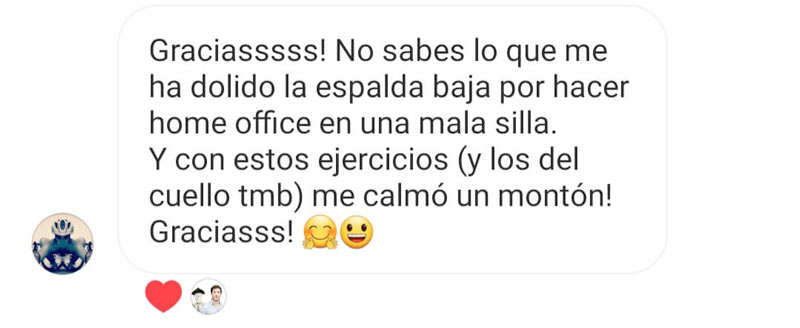 Graciasssss! No sabes lo que me
ha dolido la espalda baja por hacer
home office en una mala silla.
Y con estos ejercicios (y los del
cuello tmb) me calmó un montón!
Graciasss! 🤗😃